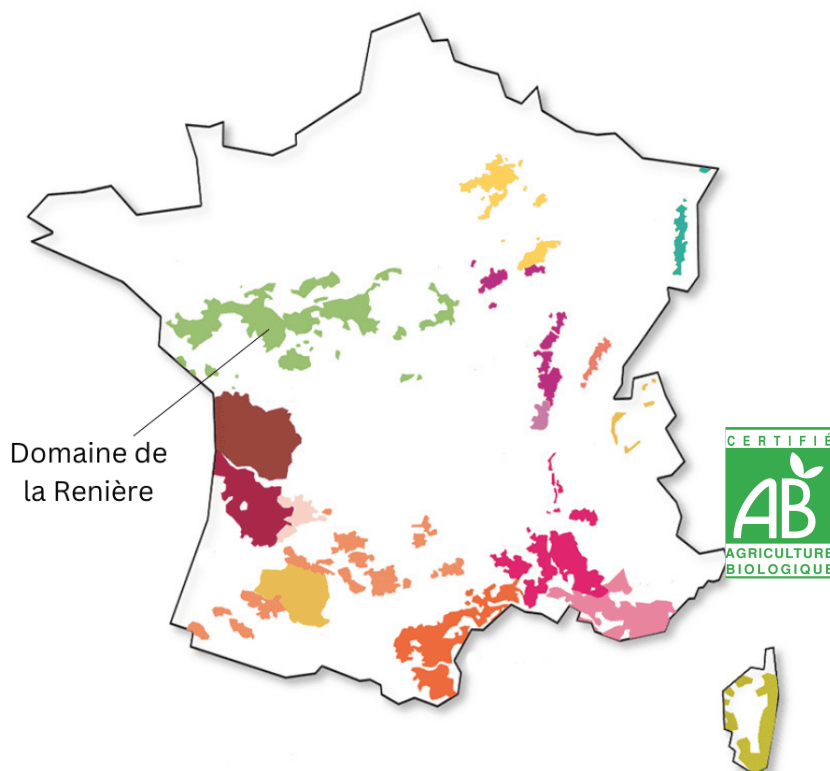 Domaine de
la Renière
CERTIFIÉ
AB
AGRICULTURE
BIOLOGIQUE